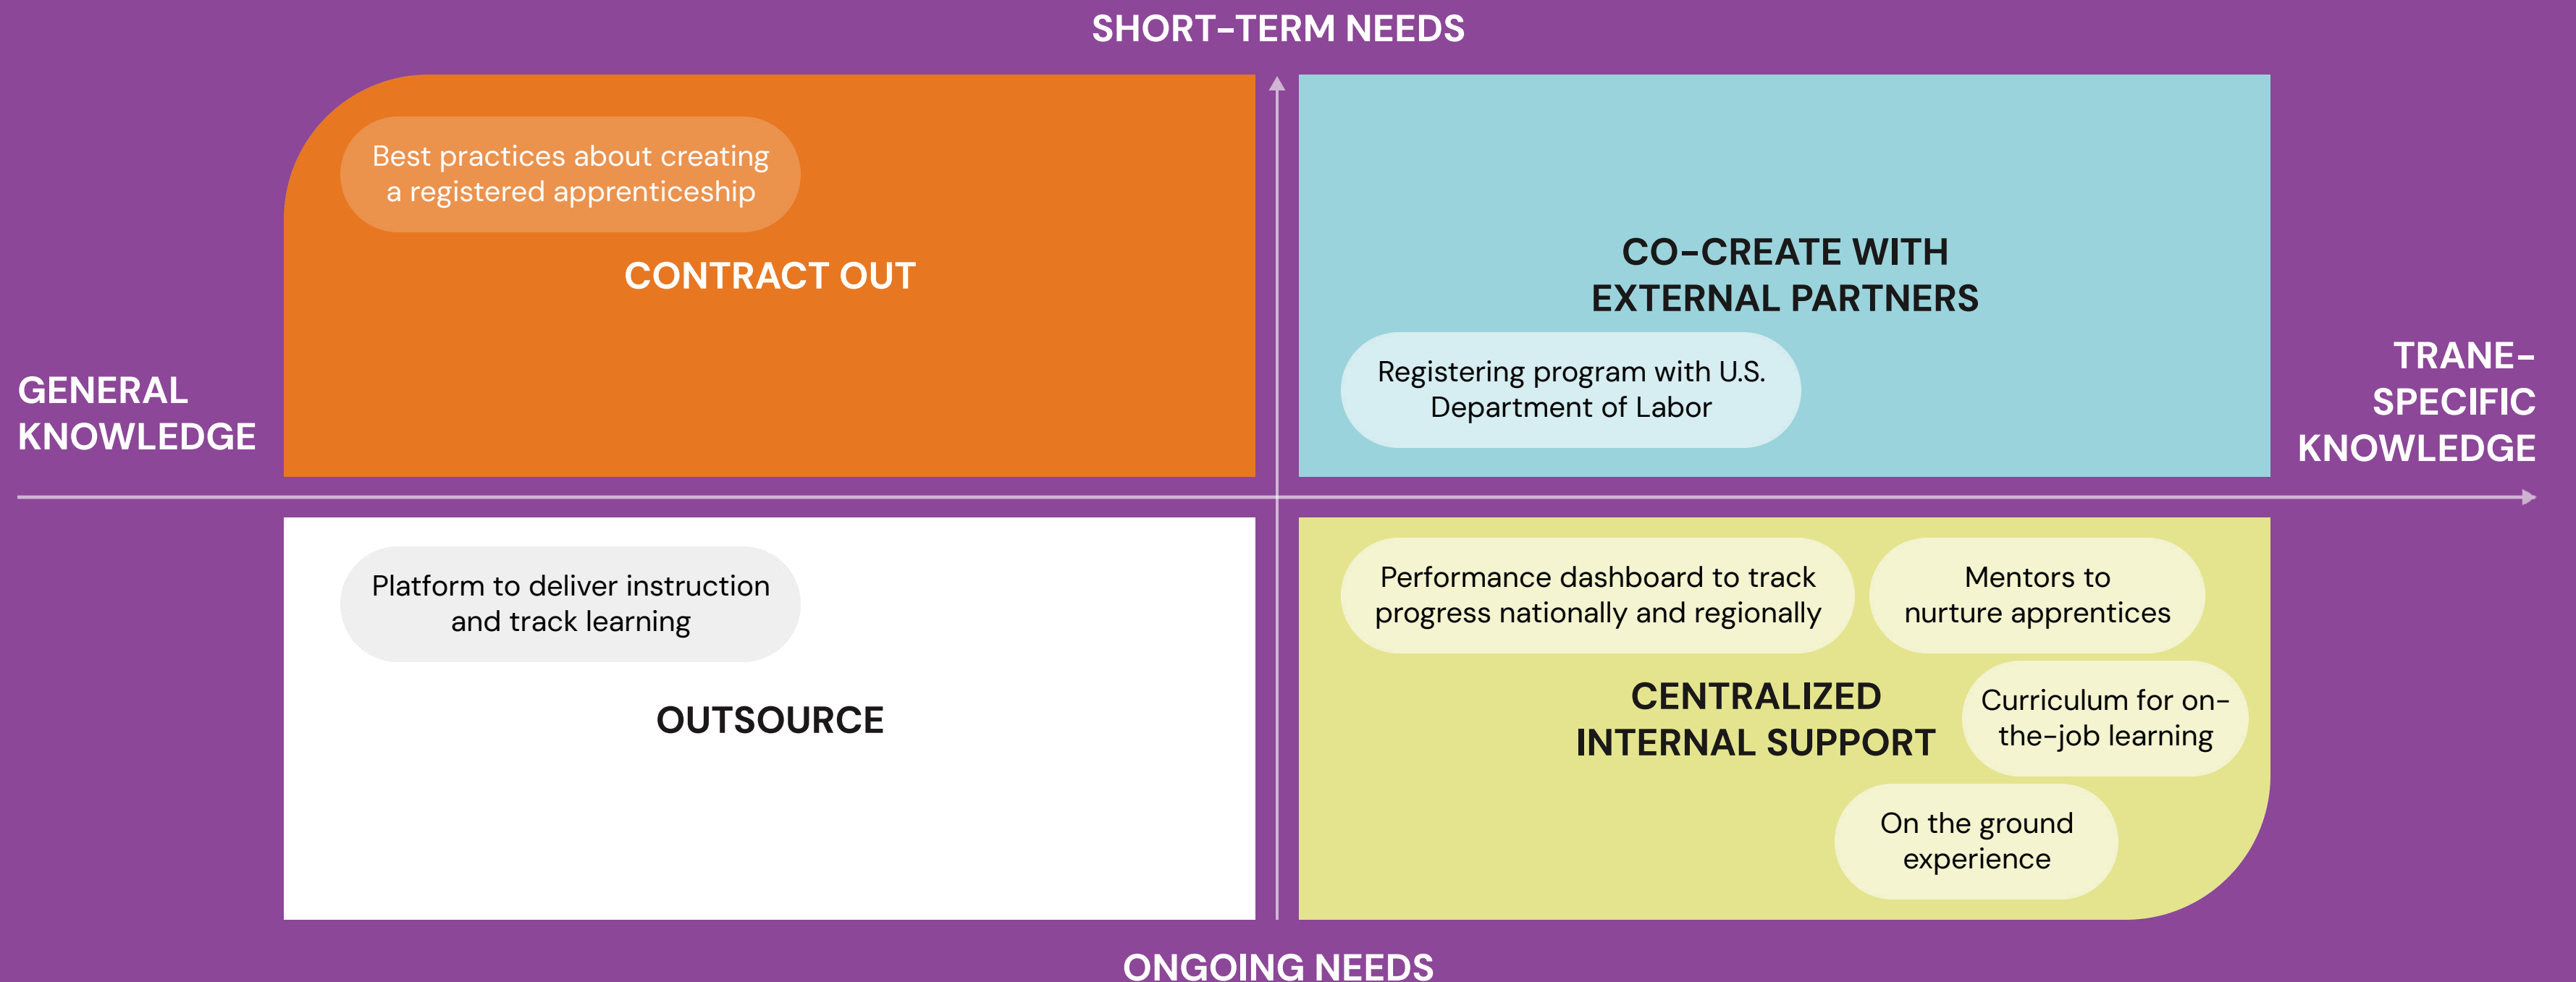 SHORT-TERM NEEDS
Best practices about creating
a registered apprenticeship
CONTRACT OUT
CO-CREATE WITH
EXTERNAL PARTNERS
Registering program with U.S.
Department of Labor
GENERAL
KNOWLEDGE
TRANE-
SPECIFIC
KNOWLEDGE
Platform to deliver instruction
and track learning
OUTSOURCE
Performance dashboard to track
progress nationally and regionally
Mentors to
nurture apprentices
CENTRALIZED
INTERNAL SUPPORT
Curriculum for on-
the-job learning
On the ground
experience
ONGOING NEEDS